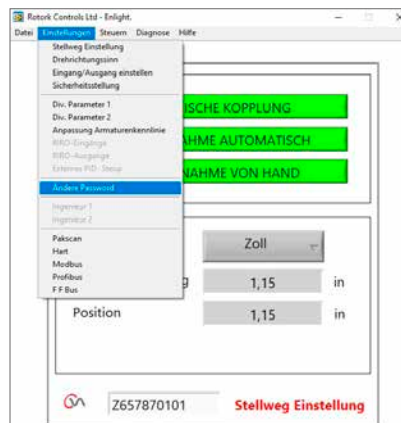 Rotork Controls Ltd - Enlight.
Datei Einstellungen Steuern Diagnose Hilfe
Stellweg Einstellung
Drehrichtungssinn
Eingang/Ausgang einstellen
Sicherheitsstellung
Div. Parameter 1
Div. Parameter 2
Anpassung Armaturenkennlinie
RIRO-Eingänge
RIRO-Ausgänge
Externes PID- Setup
Ändere Password
Ingenieur 1
Ingenieur 2
Pakscan
Hart
Modbus
Profibus
F F Bus
ISCHE KOPPLUNG
AHME AUTOMATISCH
NAHME VON HAND
Zoll
g 1,15 in
Position 1,15 in
Z657870101 Stellweg Einstellung